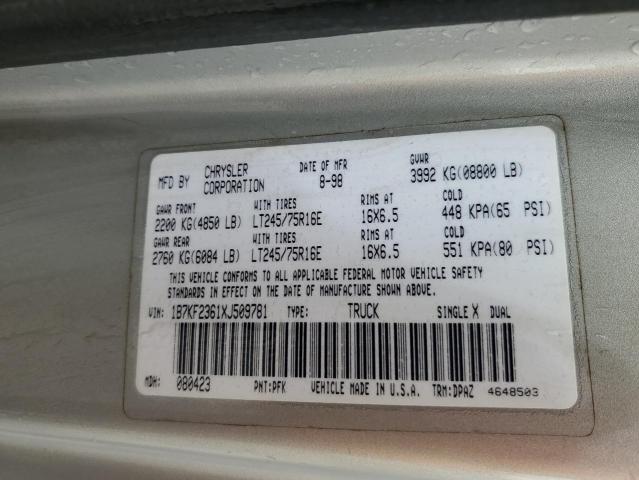 MFD BY CHRYSLER CORPORATION DATE OF MFR 8-98 GVWR 3992 KG(08800 LB)
GAWR FRONT WITH TIRES RIMS AT COLD
2200 KG(4850 LB) LT245/75R16E 16X6.5 448 KPA(65 PSI)
GAWR REAR WITH TIRES RIMS AT COLD
2760 KG(6084 LB) LT245/75R16E 16X6.5 551 KPA(80 PSI)
THIS VEHICLE CONFORMS TO ALL APPLICABLE FEDERAL MOTOR VEHICLE SAFETY
STANDARDS IN EFFECT ON THE DATE OF MANUFACTURE SHOWN ABOVE.
VIN: 1B7KF2361XJ509781 TYPE: TRUCK SINGLE X DUAL
MDH: 080423 PNT:PFK VEHICLE MADE IN U.S.A. TRM:DPAZ 4648503